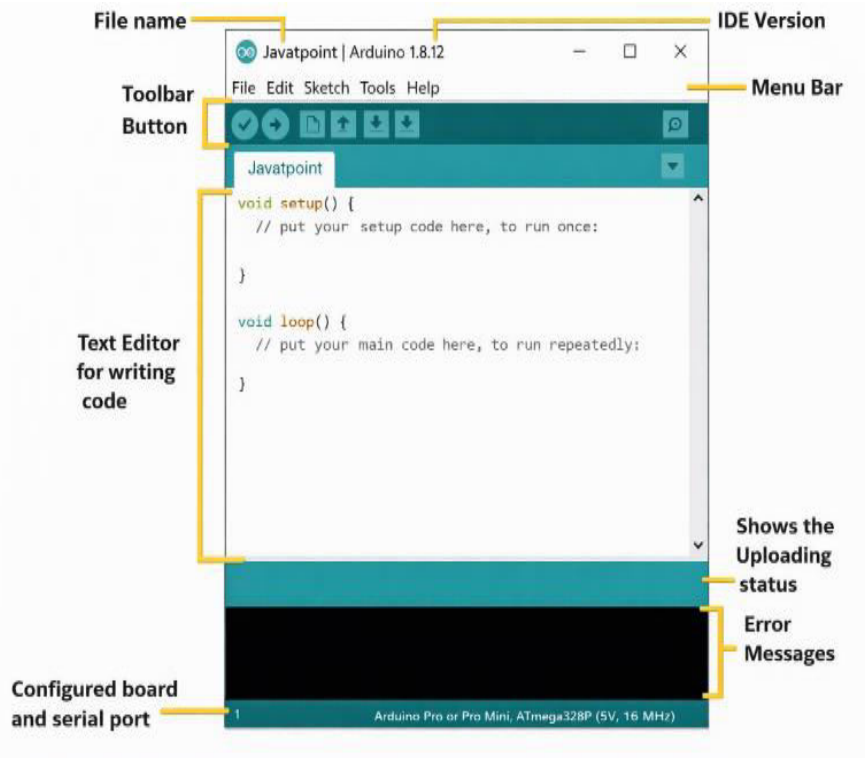 File name
IDE Version
Javatpoint | Arduino 1.8.12
File Edit Sketch Tools Help
Menu Bar
Toolbar
Button
Javatpoint
void setup() {
// put your setup code here, to run once:
}
void loop() {
// put your main code here, to run repeatedly:
}
Text Editor
for writing
code
Shows the
Uploading
status
Error
Messages
Configured board
and serial port
1
Arduino Pro or Pro Mini, ATmega328P (5V, 16 MHz)